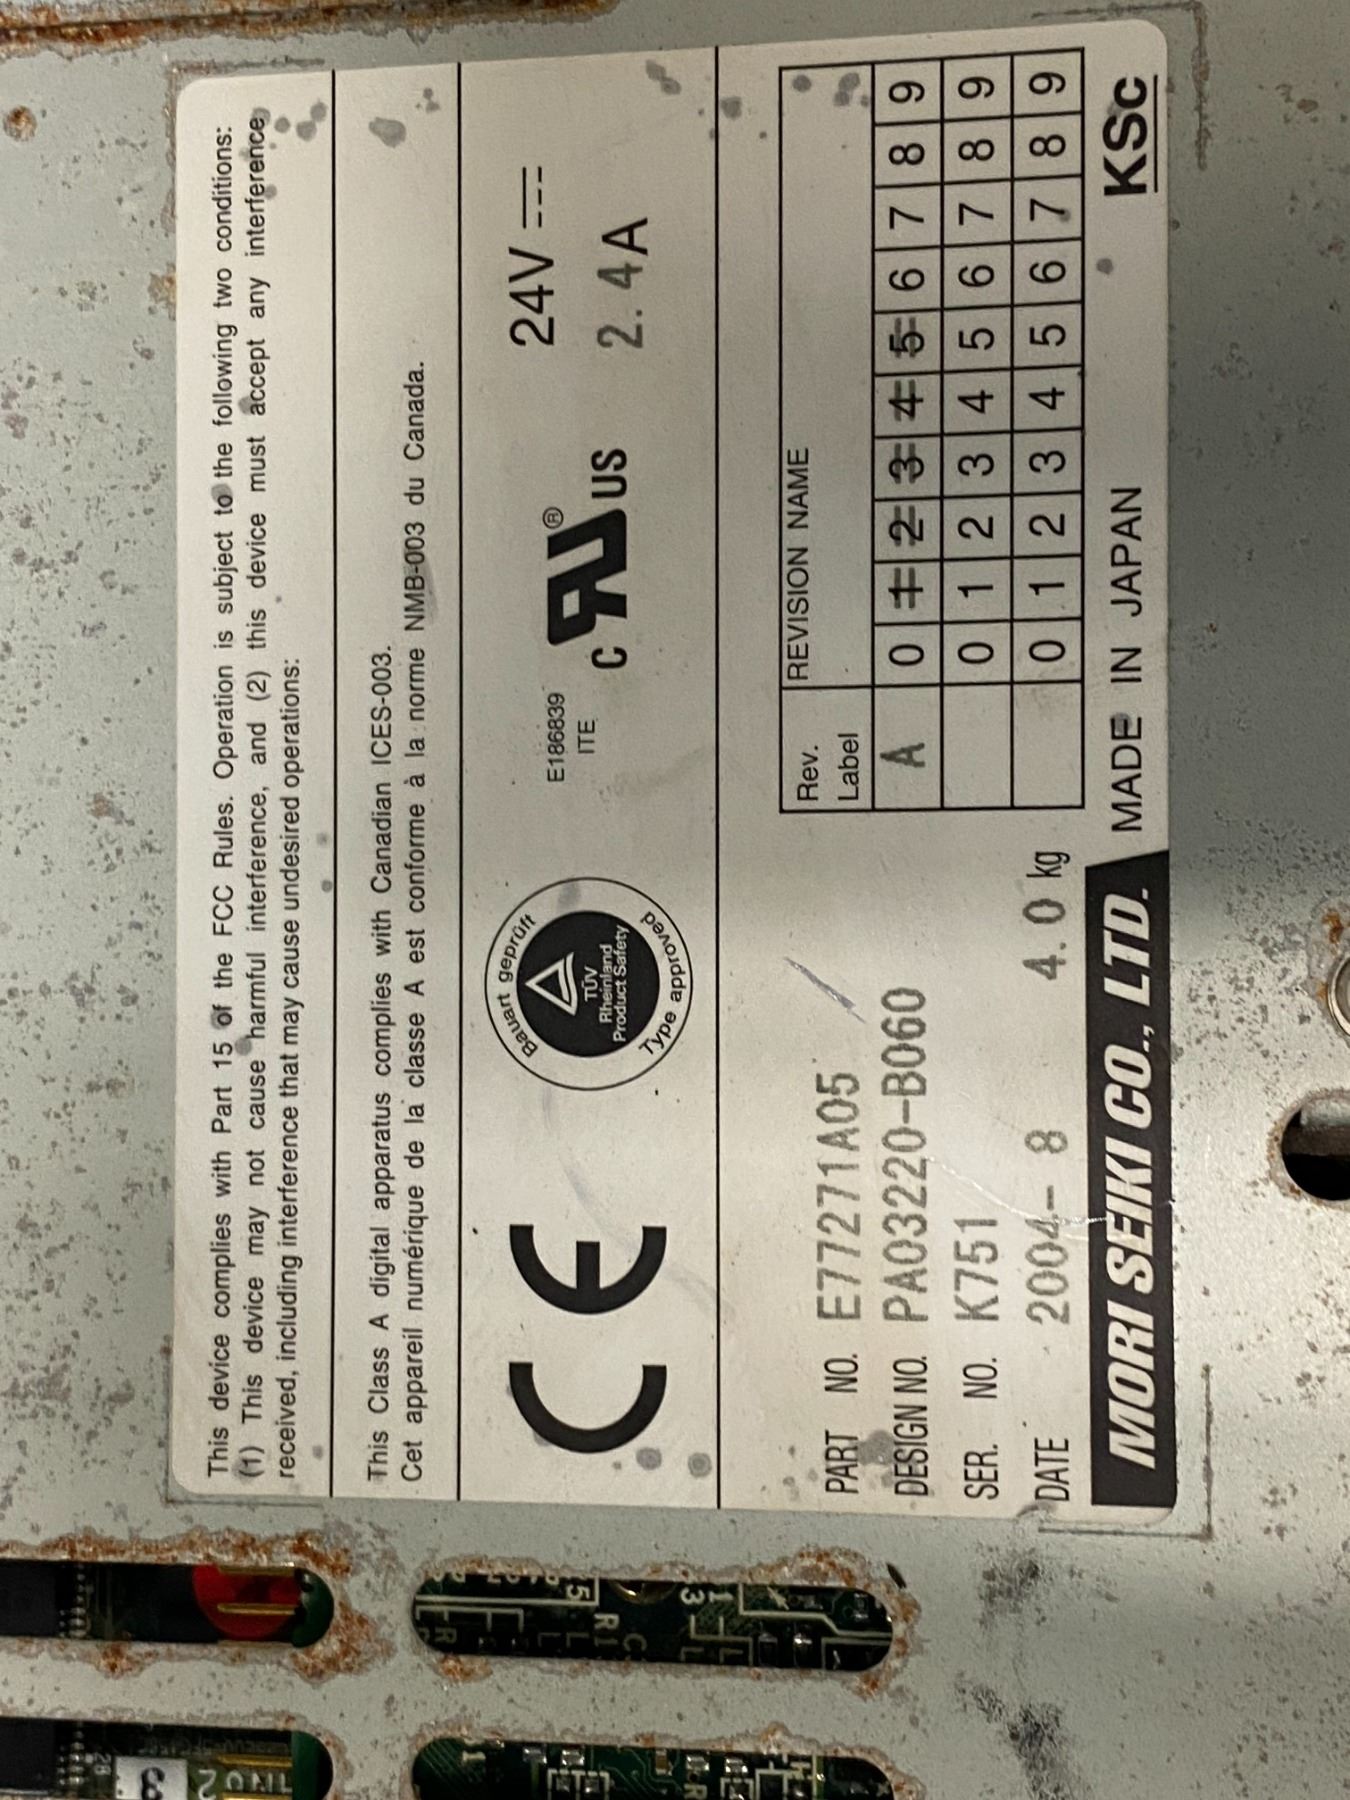 This device complies with Part 15 of the FCC Rules. Operation is subject to the following two conditions:
(1) This device may not cause harmful interference, and (2) this device must accept any interference
received, including interference that may cause undesired operations:
This Class A digital apparatus complies with Canadian ICES-003.
Cet appareil numérique de la classe A est conforme à la norme NMB-003 du Canada.
CE
Bauart geprüft
TÜV
Rheinland
Product Safety
Type approved
E186839
ITE
c RU ® US
24V
2.4A
PART NO. E77271A05
DESIGN NO. PA03220-B060
SER. NO. K751
DATE 2004- 8 4.0 kg
Rev. Label REVISION NAME
A 0 1 2 3 4 5 6 7 8 9
0 1 2 3 4 5 6 7 8 9
0 1 2 3 4 5 6 7 8 9
MORI SEIKI CO., LTD. MADE IN JAPAN KSc